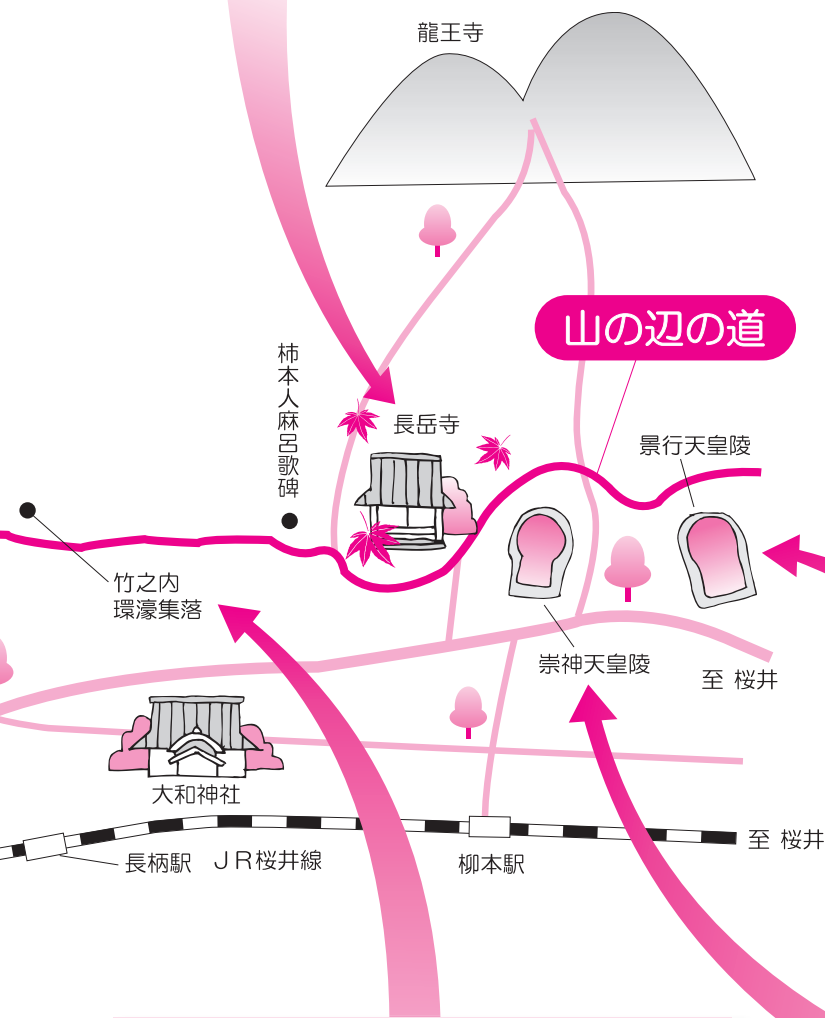 龍王寺
山の辺の道
柿本人麻呂歌碑
長岳寺
景行天皇陵
竹之内
環濠集落
崇神天皇陵
至 桜井
大和神社
至 桜井
長柄駅
JR桜井線
柳本駅